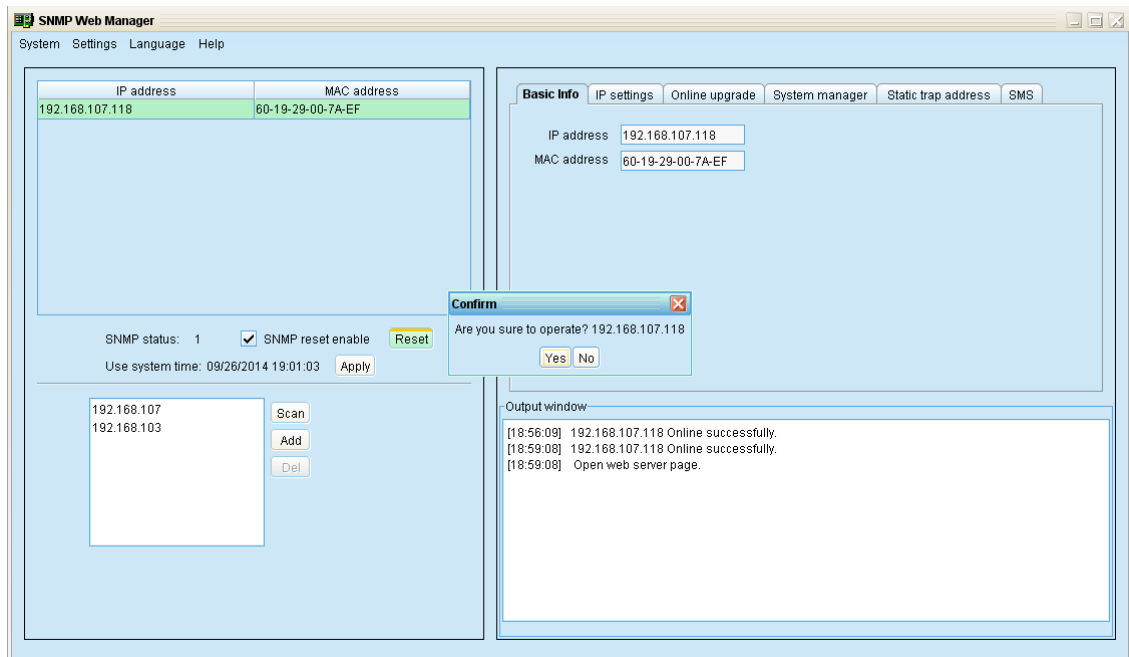 SNMP Web Manager
System Settings Language Help
IP address MAC address
192.168.107.118 60-19-29-00-7A-EF
SNMP status: 1 SNMP reset enable Reset
Use system time: 09/26/2014 19:01:03 Apply
192.168.107
192.168.103
Scan
Add
Del
Basic Info IP settings Online upgrade System manager Static trap address SMS
IP address 192.168.107.118
MAC address 60-19-29-00-7A-EF
Confirm
Are you sure to operate? 192.168.107.118
Yes No
Output window
[18:56:09] 192.168.107.118 Online successfully.
[18:59:08] 192.168.107.118 Online successfully.
[18:59:08] Open web server page.